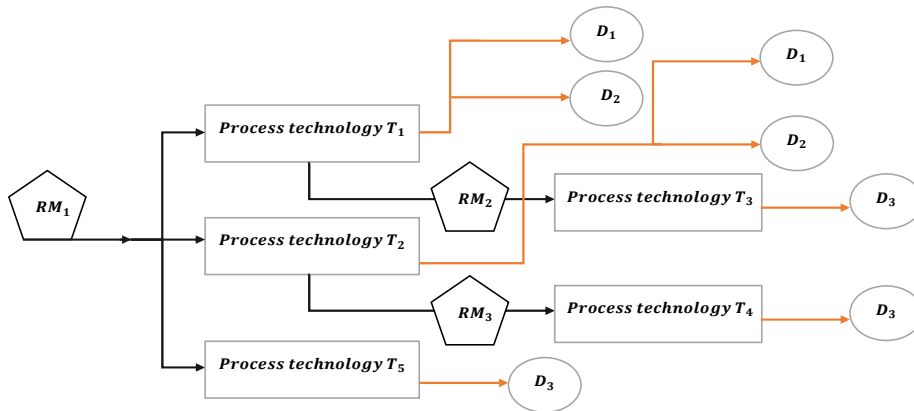 D₁
D₁
D₂
Process technology T₁
D₂
RM₁
RM₂
Process technology T₃
D₃
Process technology T₂
RM₃
Process technology T₄
D₃
Process technology T₅
D₃